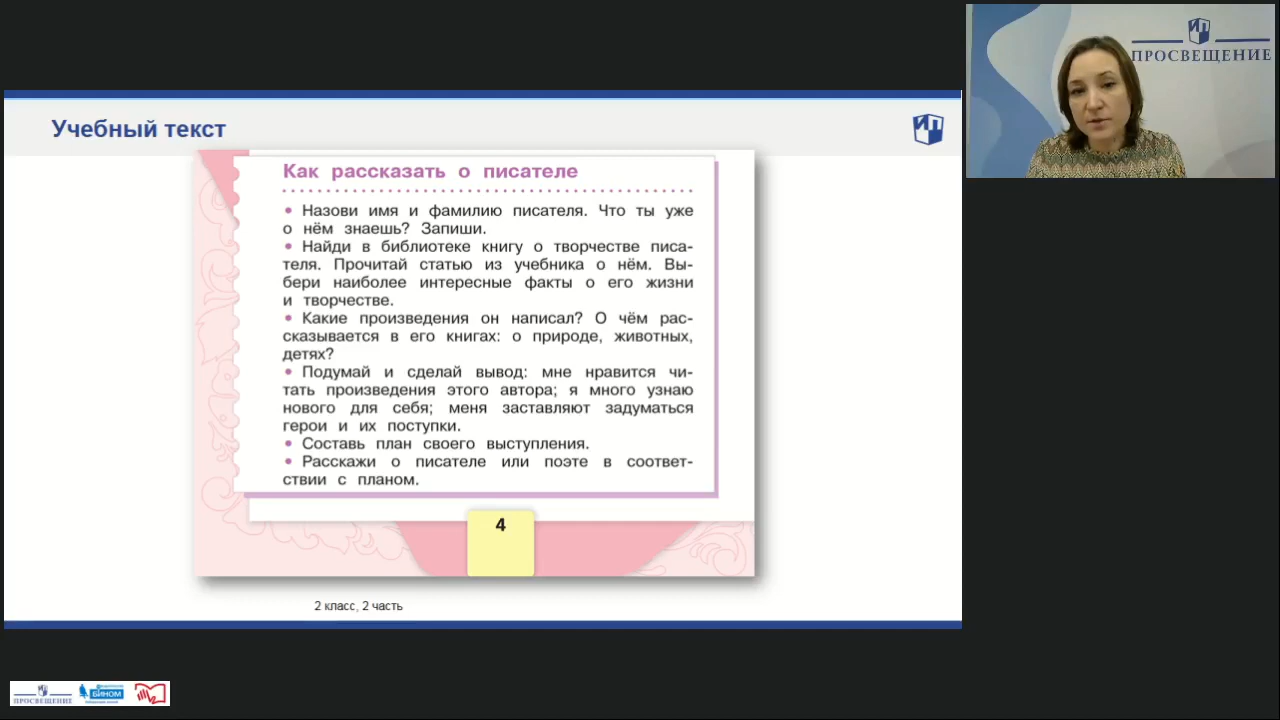 ПРОСВЕЩЕНИЕ
Учебный текст
Как рассказать о писателе
• Назови имя и фамилию писателя. Что ты уже
о нём знаешь? Запиши.
• Найди в библиотеке книгу о творчестве писа-
теля. Прочитай статью из учебника о нём. Вы-
бери наиболее интересные факты о его жизни
и творчестве.
• Какие произведения он написал? О чём рас-
сказывается в его книгах: о природе, животных,
детях?
• Подумай и сделай вывод: мне нравится чи-
тать произведения этого автора; я много узнаю
нового для себя; меня заставляют задуматься
герои и их поступки.
• Составь план своего выступления.
• Расскажи о писателе или поэте в соответ-
ствии с планом.
4
2 класс, 2 часть
ПРОСВЕЩЕНИЕ
БИНОМ